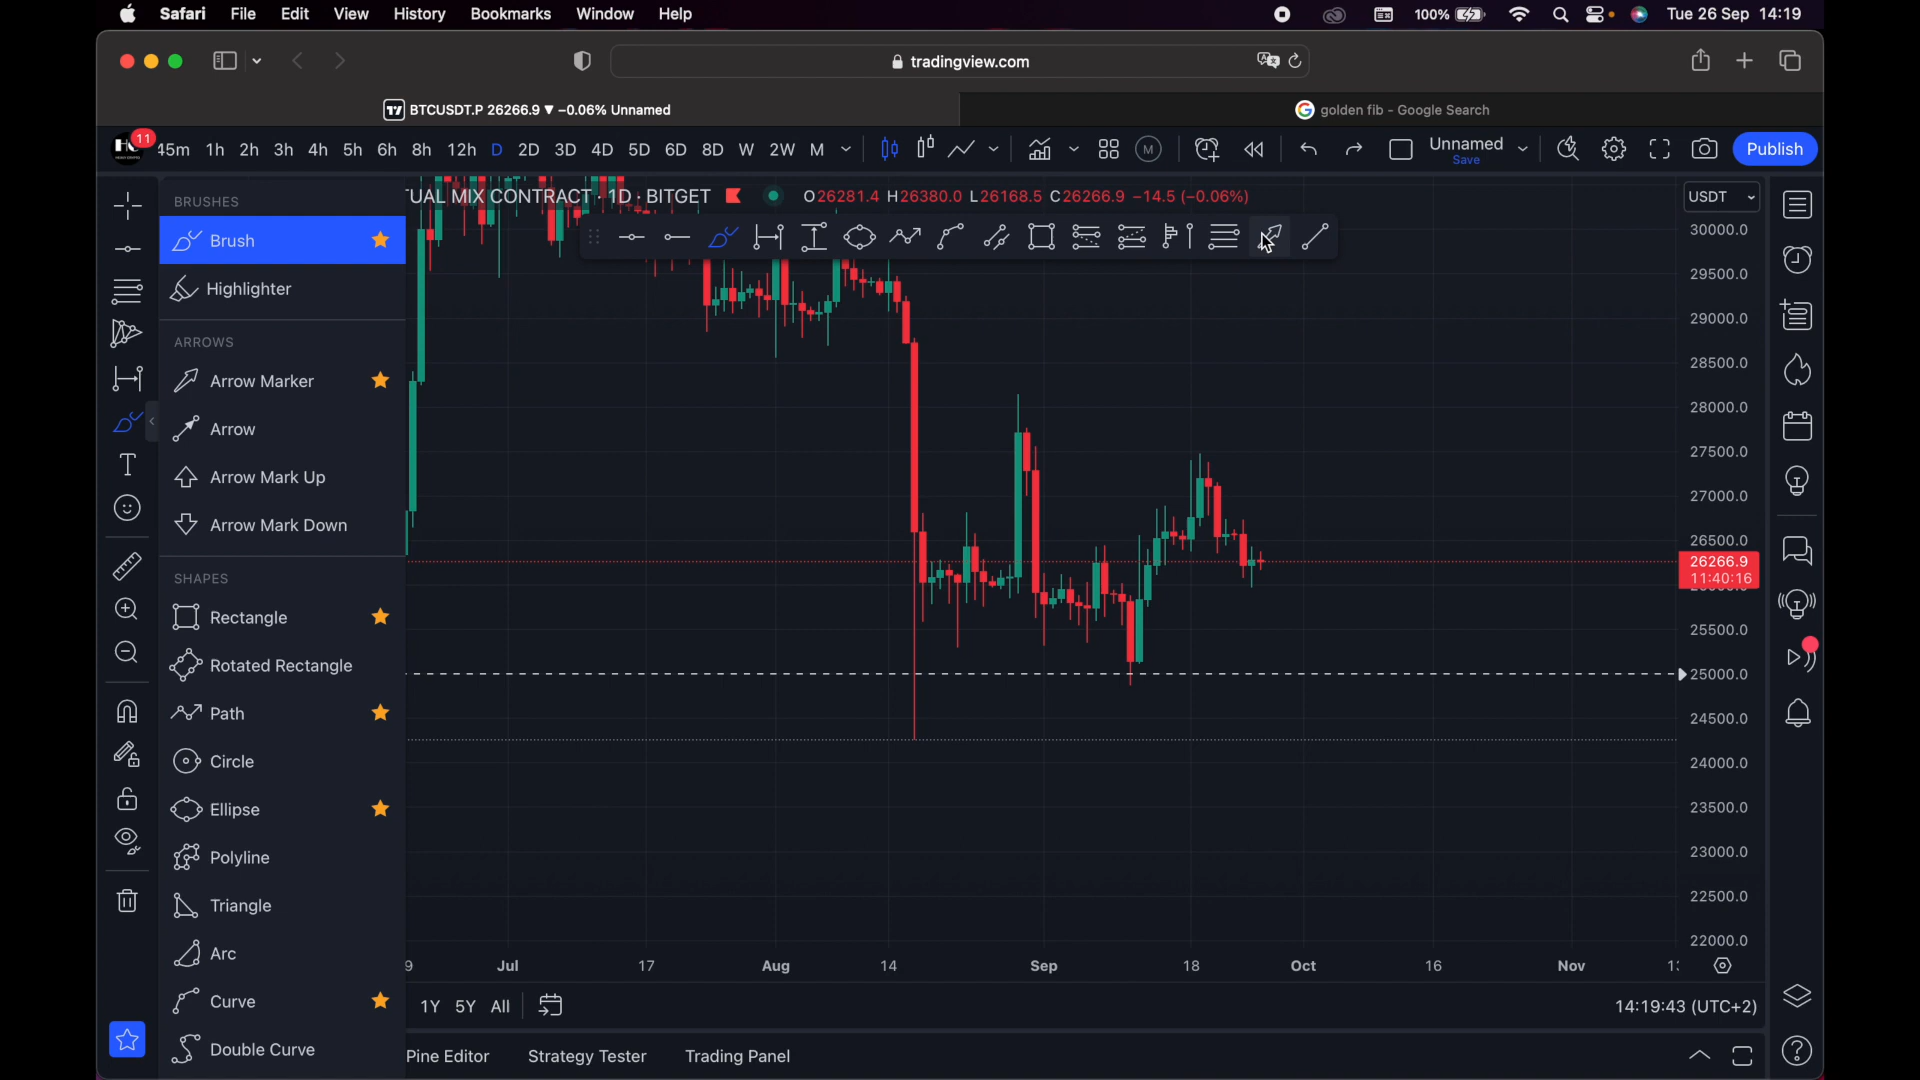 Safari File Edit View History Bookmarks Window Help 100% Tue 26 Sep 14:19
tradingview.com
BTCUSDT.P 26266.9 ▼ −0.06% Unnamed
golden fib - Google Search
11 45m 1h 2h 3h 4h 5h 6h 8h 12h D 2D 3D 4D 5D 6D 8D W 2W M Unnamed Save Publish
BRUSHES
Brush
Highlighter
ARROWS
Arrow Marker
Arrow
Arrow Mark Up
Arrow Mark Down
SHAPES
Rectangle
Rotated Rectangle
Path
Circle
Ellipse
Polyline
Triangle
Arc
Curve
Double Curve
TUAL MIX CONTRACT · 1D · BITGET O26281.4 H26380.0 L26168.5 C26266.9 −14.5 (−0.06%)
USDT
30000.0
29500.0
29000.0
28500.0
28000.0
27500.0
27000.0
26500.0
26266.9
11:40:16
25500.0
25000.0
24500.0
24000.0
23500.0
23000.0
22500.0
22000.0
9 Jul 17 Aug 14 Sep 18 Oct 16 Nov
1Y 5Y All 14:19:43 (UTC+2)
Pine Editor Strategy Tester Trading Panel